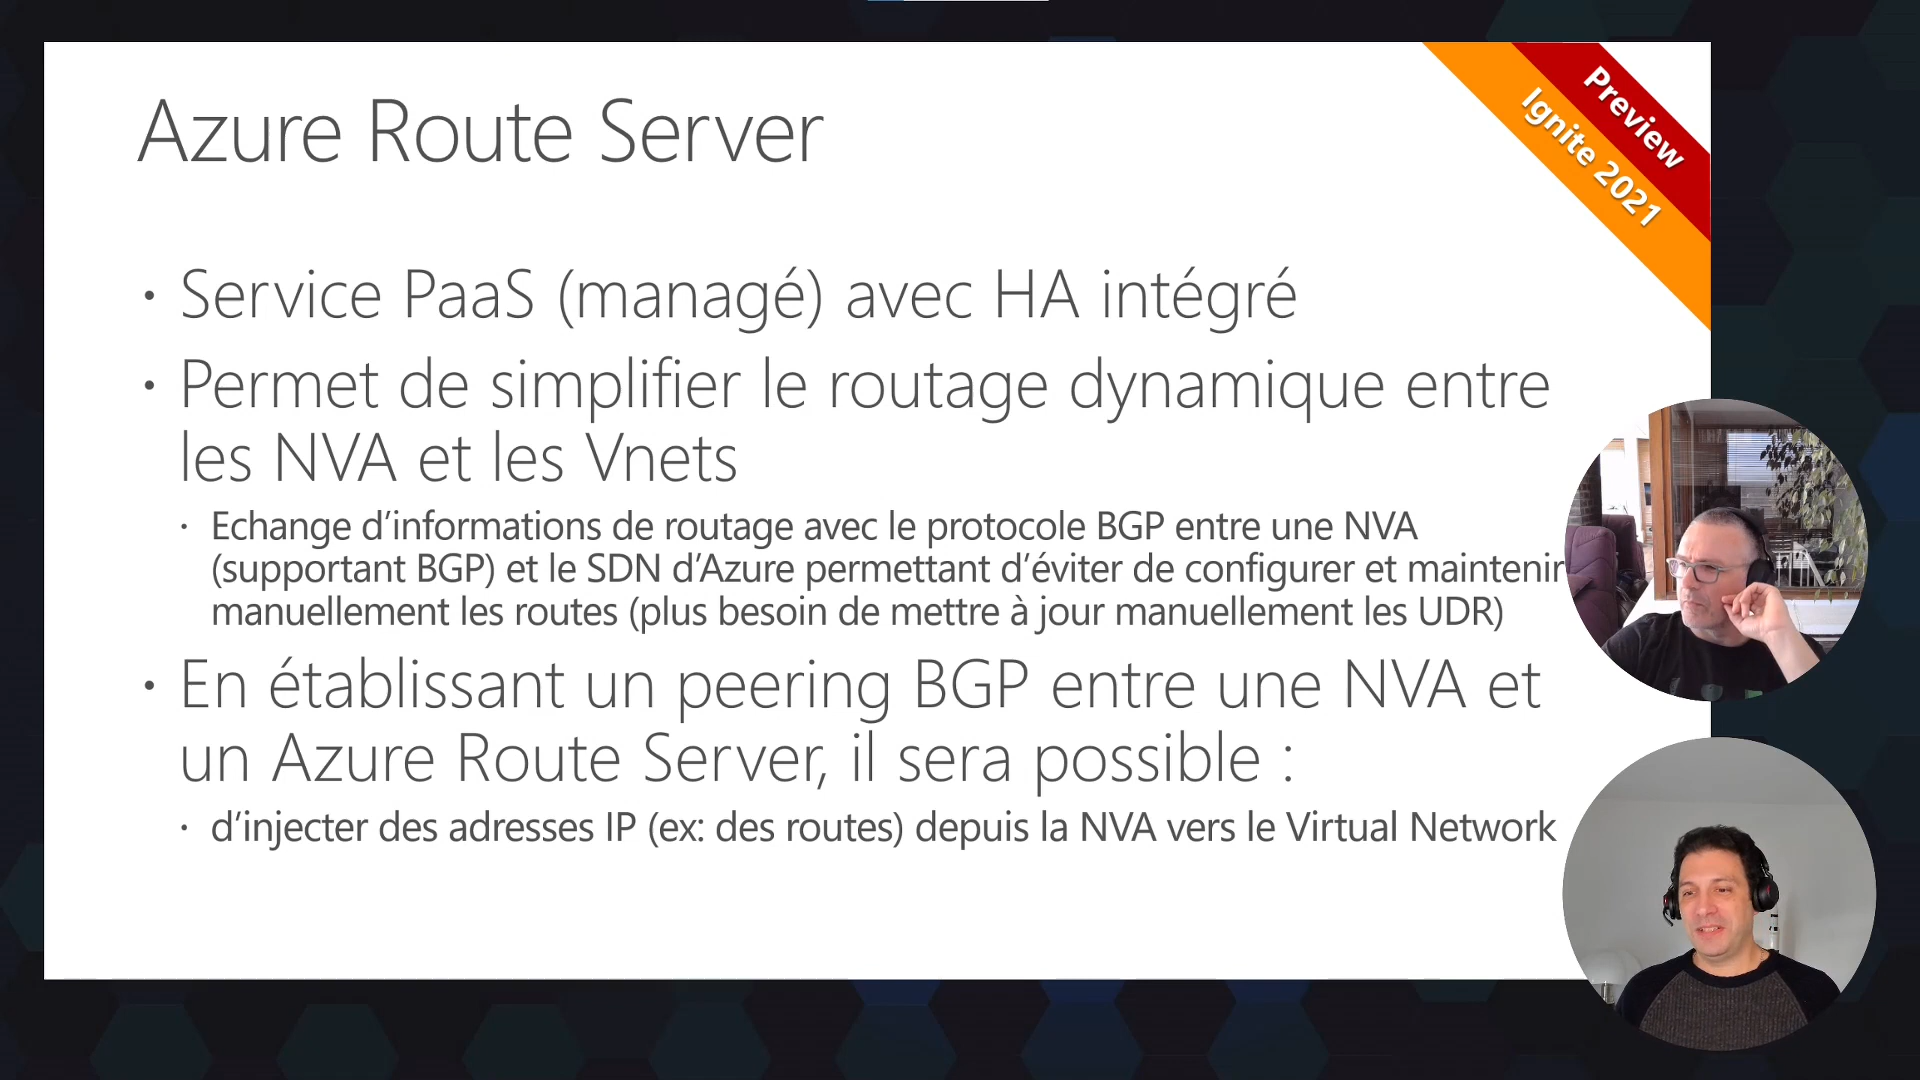 Azure Route Server
Preview
Ignite 2021
• Service PaaS (managé) avec HA intégré
• Permet de simplifier le routage dynamique entre
les NVA et les Vnets
• Echange d’informations de routage avec le protocole BGP entre une NVA
(supportant BGP) et le SDN d’Azure permettant d’éviter de configurer et maintenir
manuellement les routes (plus besoin de mettre à jour manuellement les UDR)
• En établissant un peering BGP entre une NVA et
un Azure Route Server, il sera possible :
• d’injecter des adresses IP (ex: des routes) depuis la NVA vers le Virtual Network